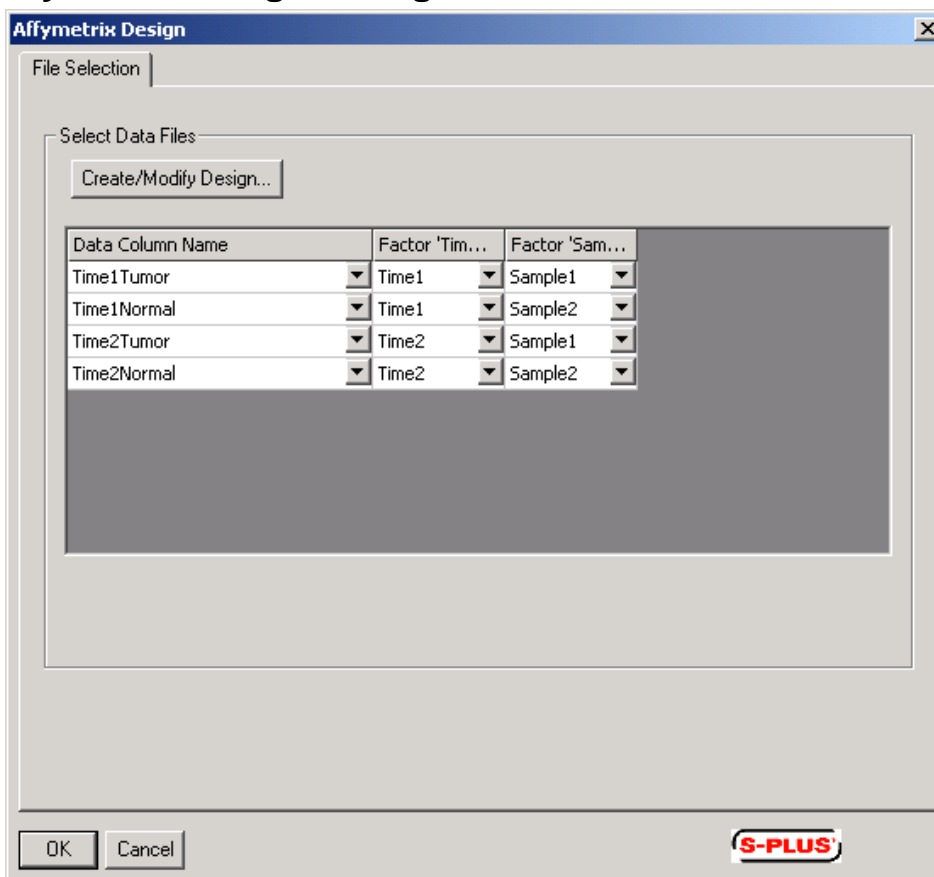 Affymetrix Design
File Selection
Select Data Files
Create/Modify Design...
Data Column Name Factor 'Tim... Factor 'Sam...
Time1Tumor Time1 Sample1
Time1Normal Time1 Sample2
Time2Tumor Time2 Sample1
Time2Normal Time2 Sample2
OK Cancel S-PLUS